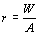 r = W/A